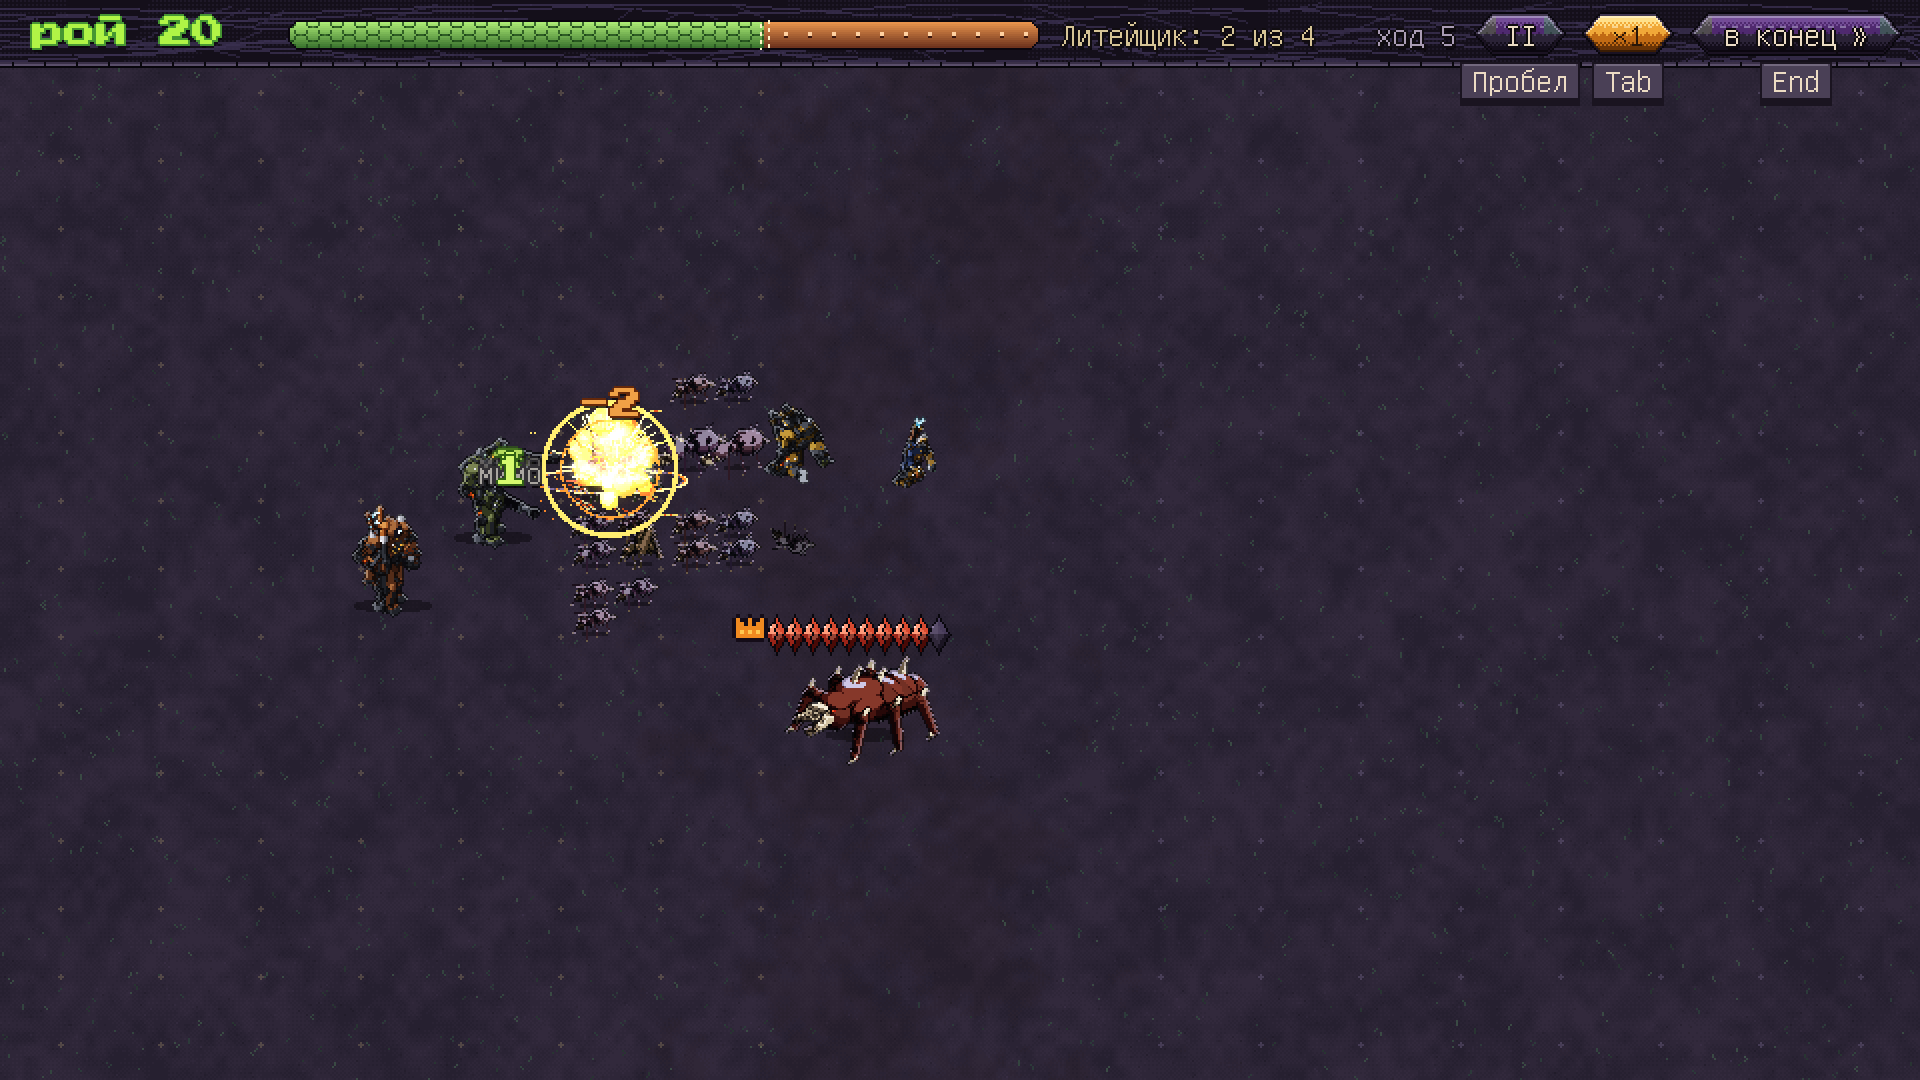 рой 20
Литейщик: 2 из 4
ход 5
II
x1
в конец »
Пробел
Tab
End
-2
1